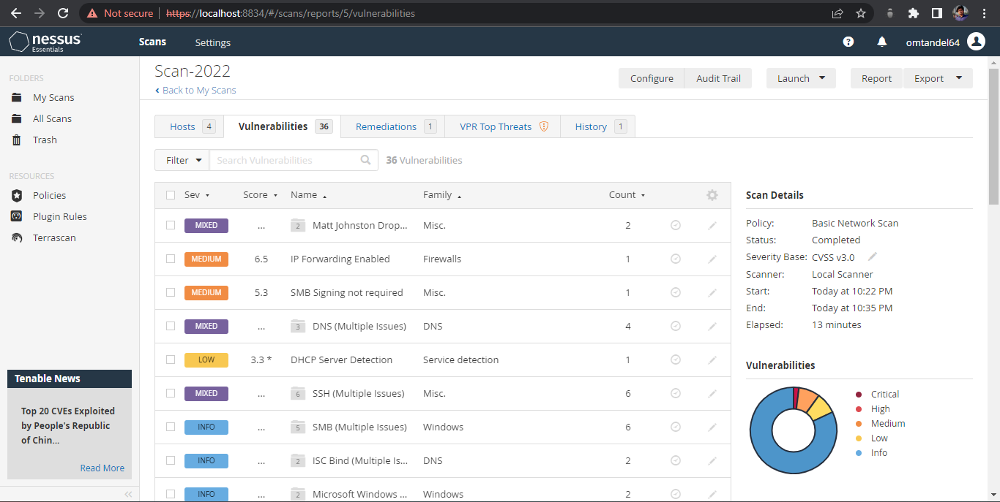 Not secure https://localhost:8834/#/scans/reports/5/vulnerabilities
nessus Essentials Scans Settings omtandel64
FOLDERS
My Scans
All Scans
Trash
RESOURCES
Policies
Plugin Rules
Terrascan
Tenable News
Top 20 CVEs Exploited
by People's Republic
of Chin...
Read More
Scan-2022
Back to My Scans
Configure Audit Trail Launch Report Export
Hosts 4 Vulnerabilities 36 Remediations 1 VPR Top Threats History 1
Filter Search Vulnerabilities 36 Vulnerabilities
Sev Score Name Family Count
MIXED ... 2 Matt Johnston Drop... Misc. 2
MEDIUM 6.5 IP Forwarding Enabled Firewalls 1
MEDIUM 5.3 SMB Signing not required Misc. 1
MIXED ... 3 DNS (Multiple Issues) DNS 4
LOW 3.3 * DHCP Server Detection Service detection 1
MIXED ... 6 SSH (Multiple Issues) Misc. 6
INFO ... 5 SMB (Multiple Issues) Windows 6
INFO ... 2 ISC Bind (Multiple Is... DNS 2
INFO ... 2 Microsoft Windows ... Windows 2
Scan Details
Policy: Basic Network Scan
Status: Completed
Severity Base: CVSS v3.0
Scanner: Local Scanner
Start: Today at 10:22 PM
End: Today at 10:35 PM
Elapsed: 13 minutes
Vulnerabilities
Critical
High
Medium
Low
Info